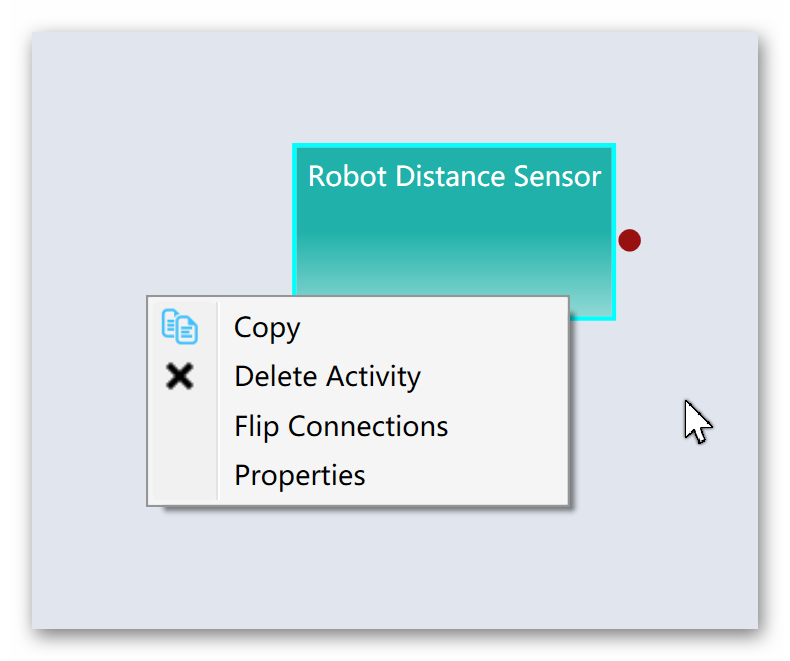 Robot Distance Sensor
Copy
Delete Activity
Flip Connections
Properties